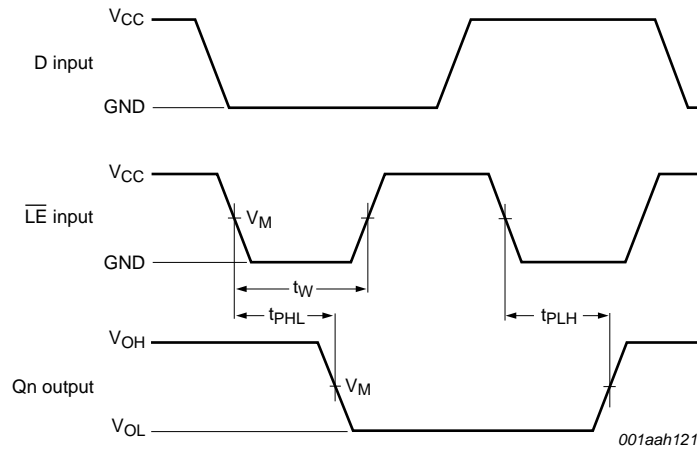 VCC
D input
GND
VCC
LE input
VM
GND
tW
tPHL
tPLH
VOH
Qn output
VM
VOL
001aah121